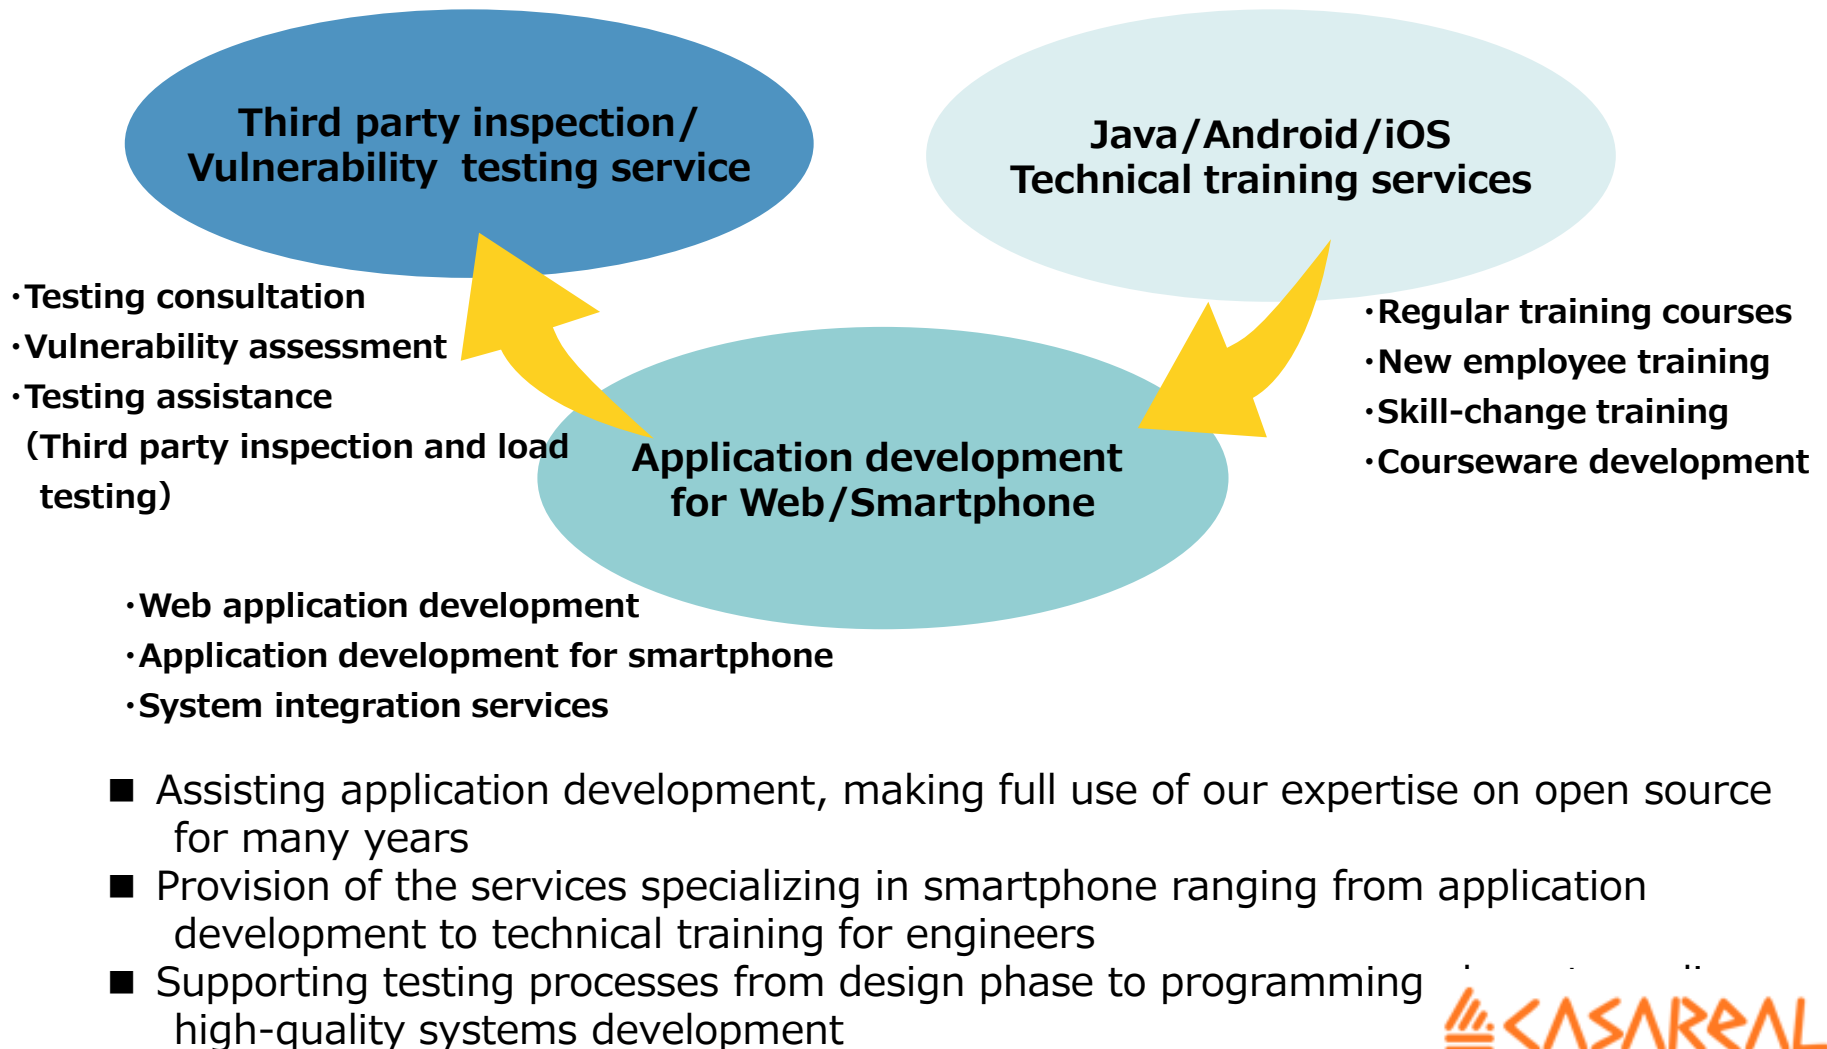 Third party inspection/
Vulnerability testing service
Java/Android/iOS
Technical training services
・Testing consultation
・Vulnerability assessment
・Testing assistance
（Third party inspection and load
testing）
・Regular training courses
・New employee training
・Skill-change training
・Courseware development
Application development
for Web/Smartphone
・Web application development
・Application development for smartphone
・System integration services
■ Assisting application development, making full use of our expertise on open source
for many years
■ Provision of the services specializing in smartphone ranging from application
development to technical training for engineers
■ Supporting testing processes from design phase to programming
high-quality systems development
CASAREAL